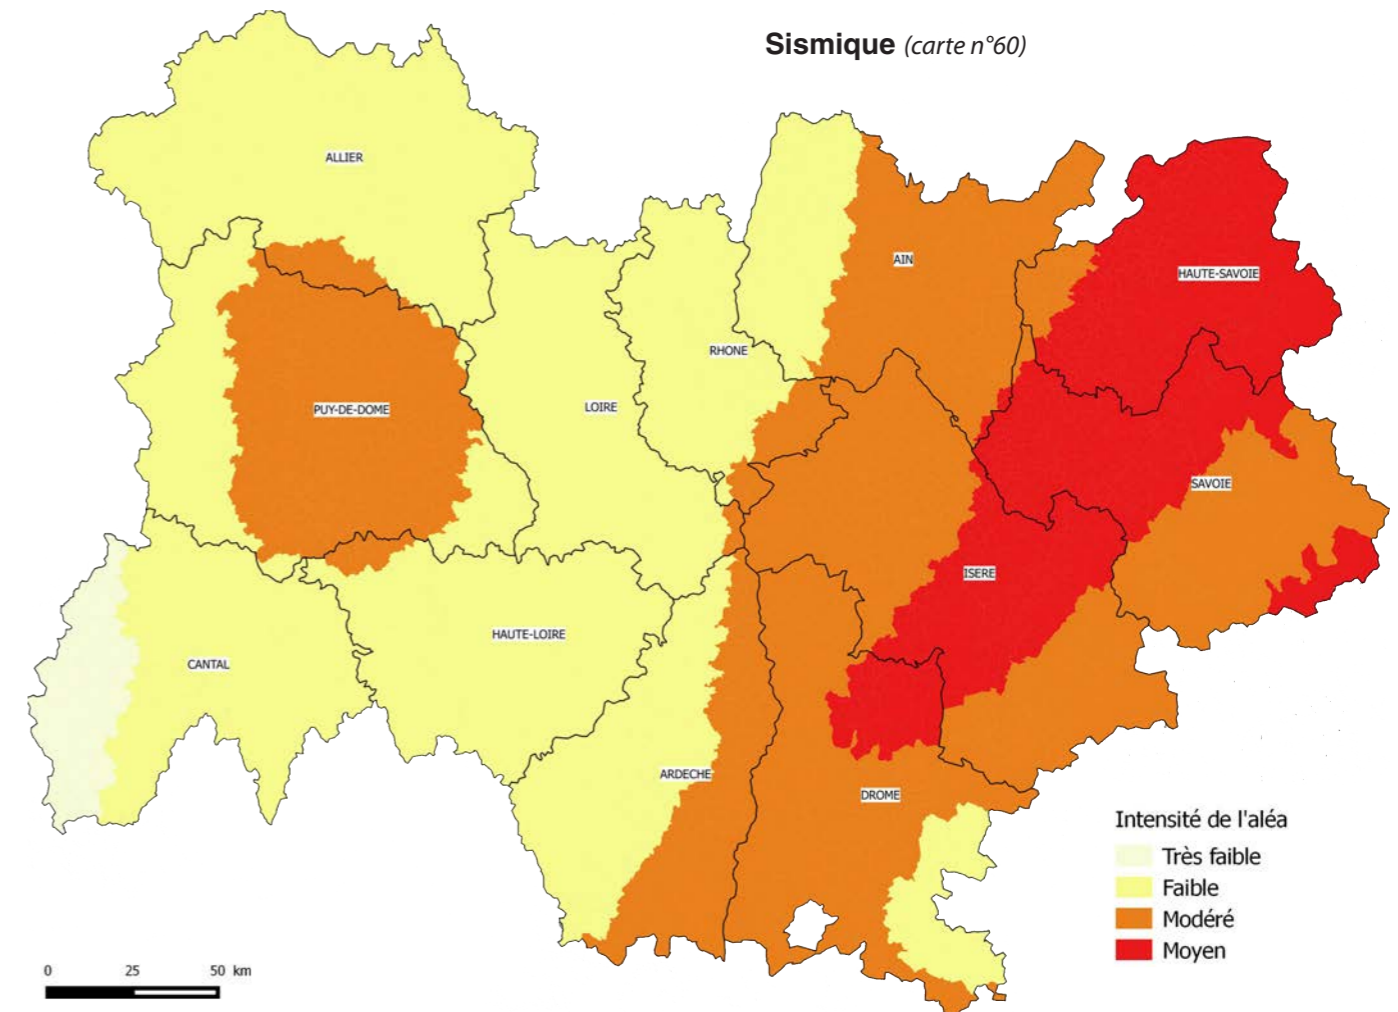 Sismique (carte n°60)
ALLIER
AIN
HAUTE-SAVOIE
RHONE
PUY-DE-DOME
LOIRE
SAVOIE
ISERE
HAUTE-LOIRE
CANTAL
ARDECHE
DROME
Intensité de l'aléa
Très faible
Faible
Modéré
Moyen
0 25 50 km